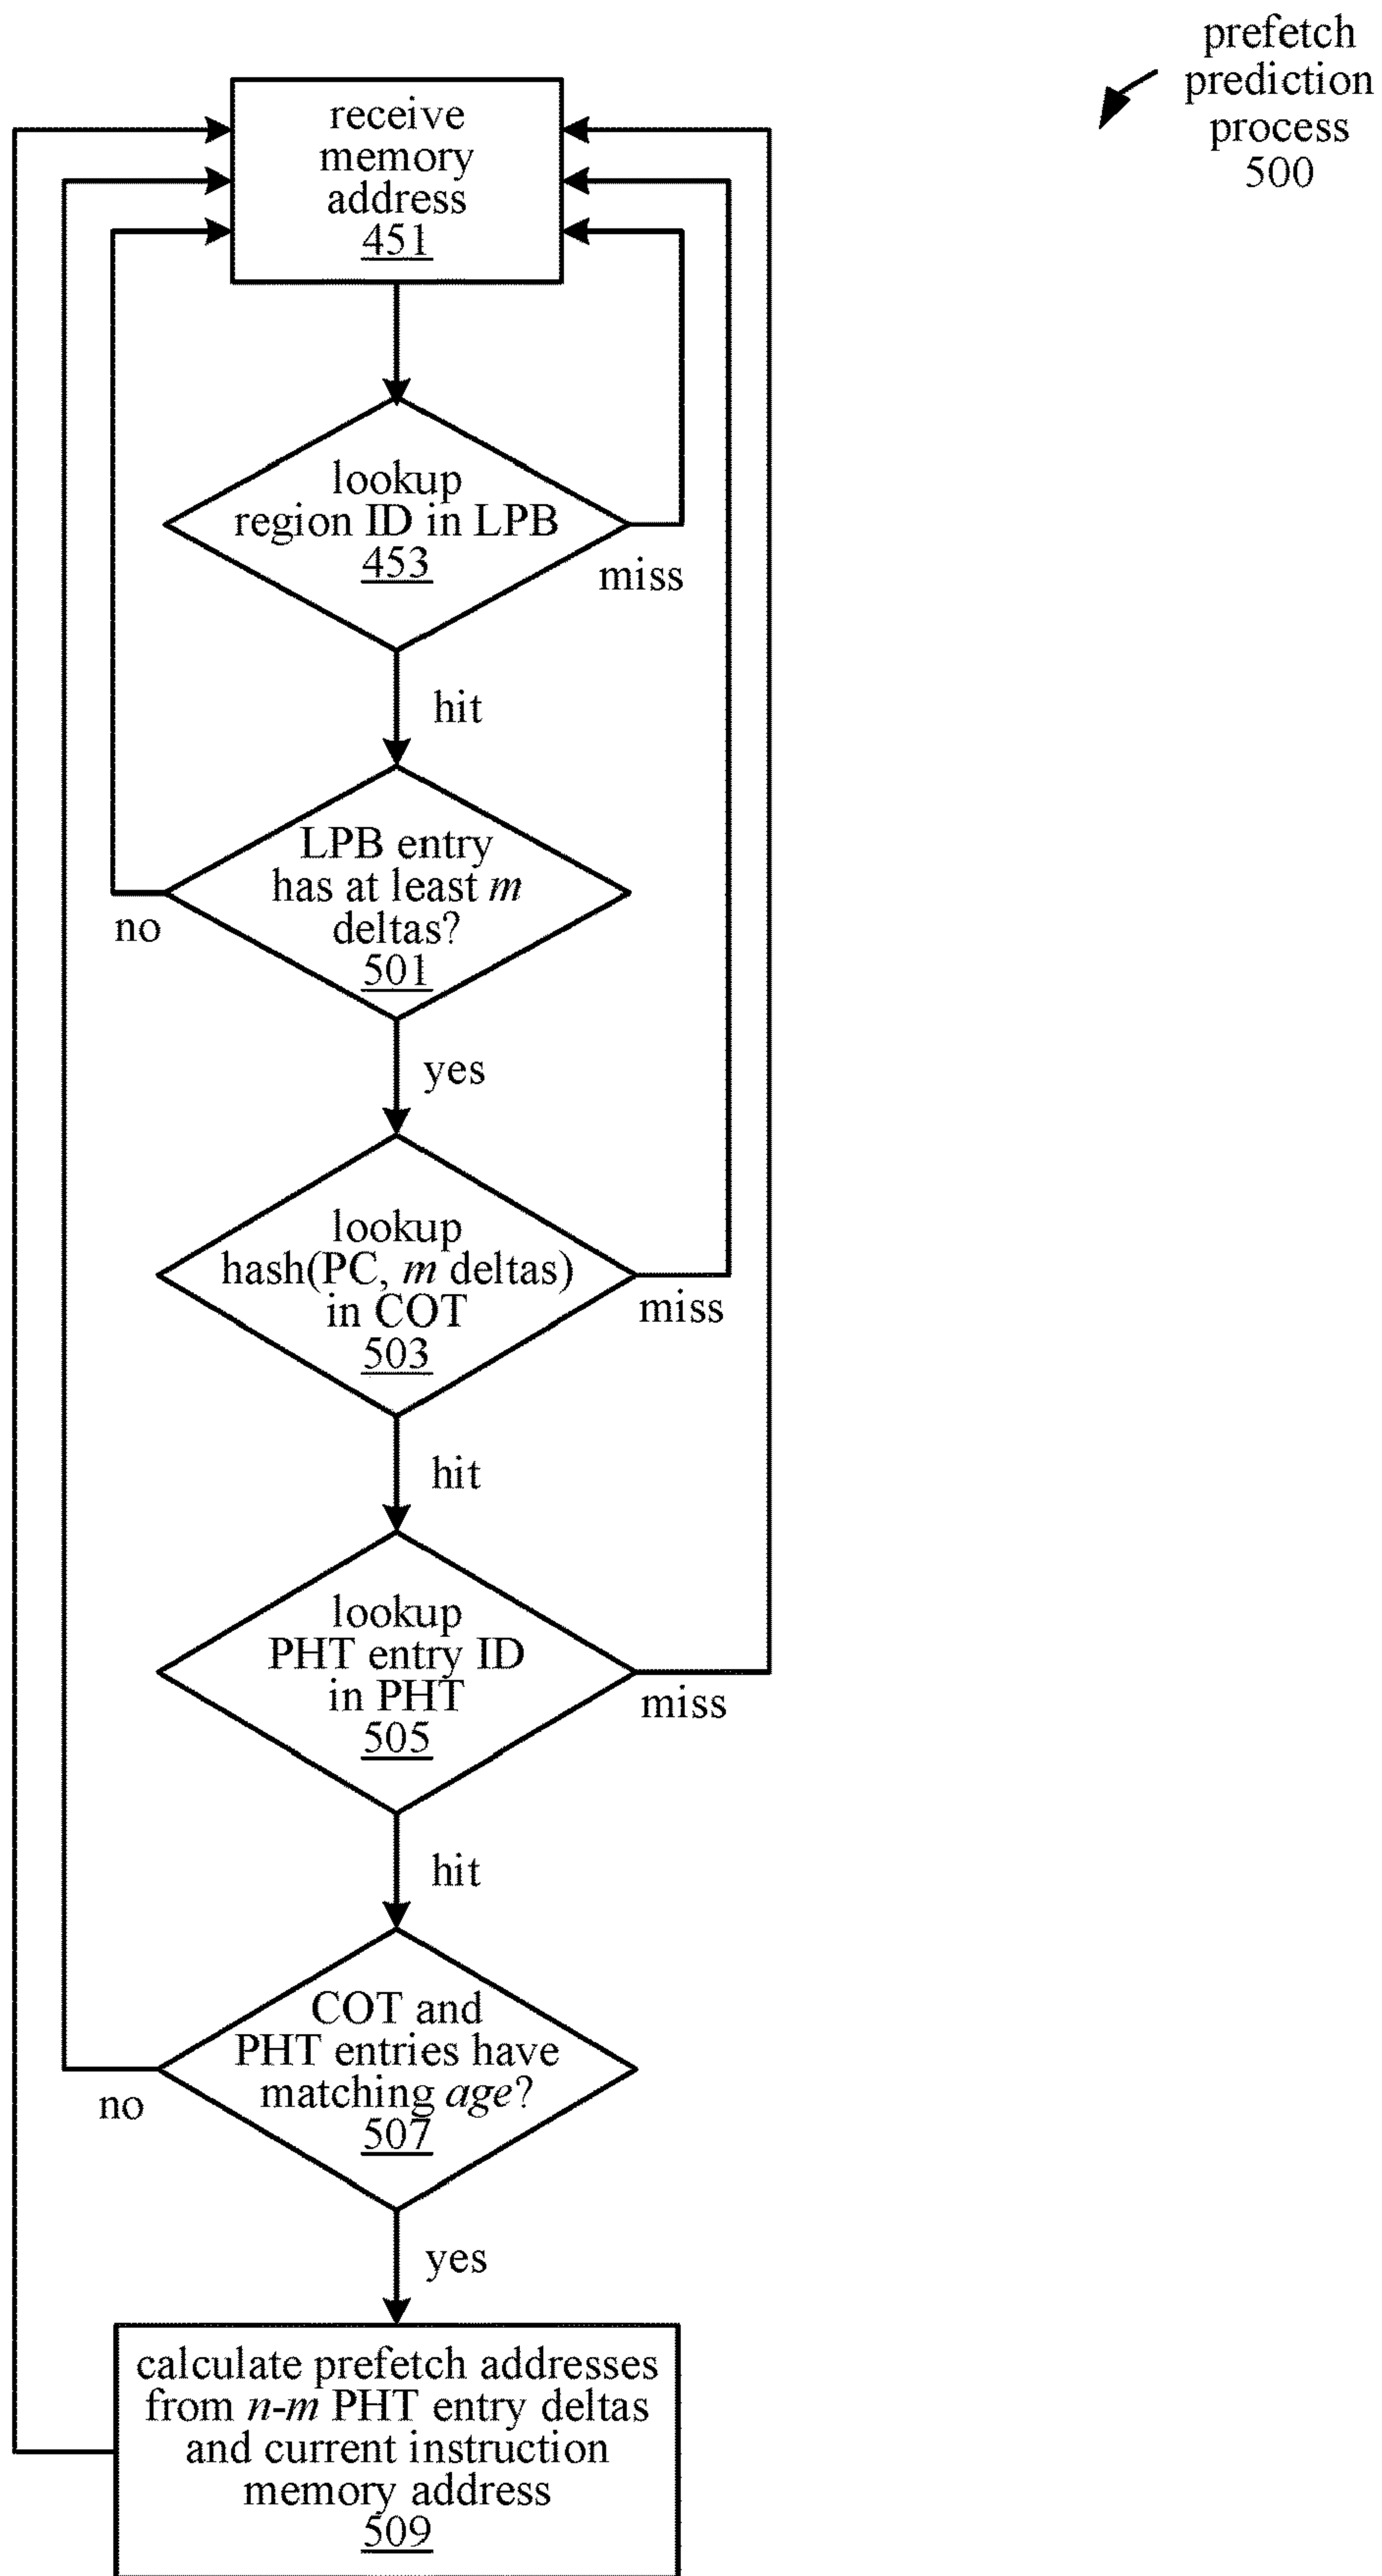 prefetch
prediction
process
500
receive
memory
address
451
lookup
region ID in LPB
453
miss
hit
LPB entry
has at least m
deltas?
501
no
yes
lookup
hash(PC, m deltas)
in COT
503
miss
hit
lookup
PHT entry ID
in PHT
505
miss
hit
COT and
PHT entries have
matching age?
507
no
yes
calculate prefetch addresses
from n-m PHT entry deltas
and current instruction
memory address
509